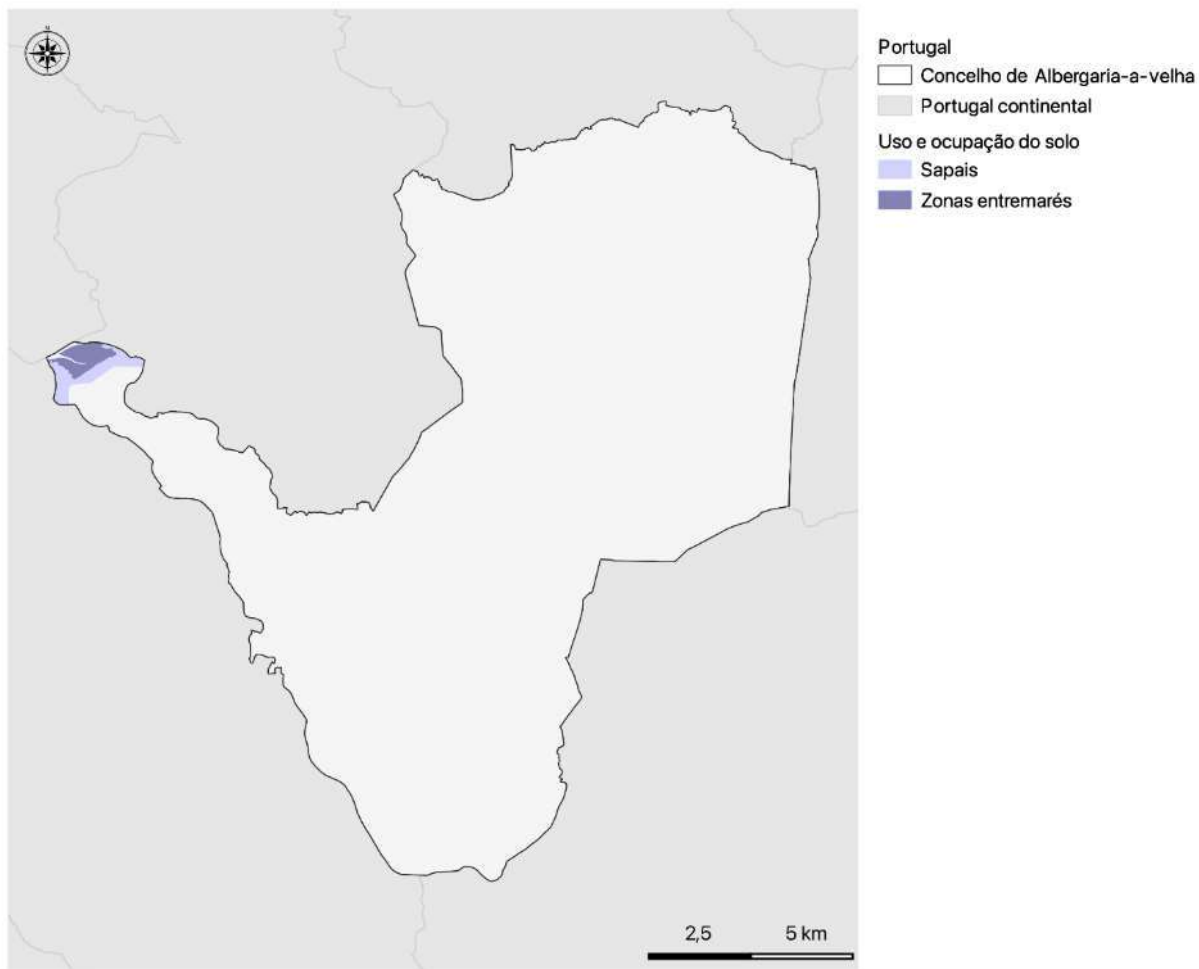 N
Portugal
Concelho de Albergaria-a-velha
Portugal continental
Uso e ocupação do solo
Sapais
Zonas entremarés
2,5 5 km